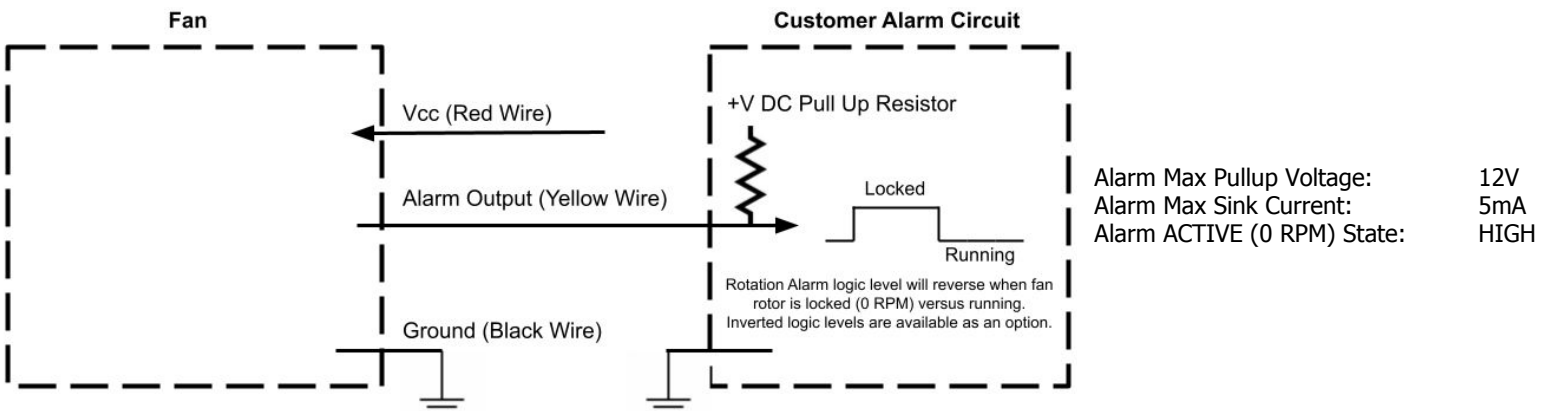 Fan
Customer Alarm Circuit
Vcc (Red Wire)
+V DC Pull Up Resistor
Alarm Output (Yellow Wire)
Locked
Running
Rotation Alarm logic level will reverse when fan
rotor is locked (0 RPM) versus running.
Inverted logic levels are available as an option.
Ground (Black Wire)
Alarm Max Pullup Voltage: 12V
Alarm Max Sink Current: 5mA
Alarm ACTIVE (0 RPM) State: HIGH